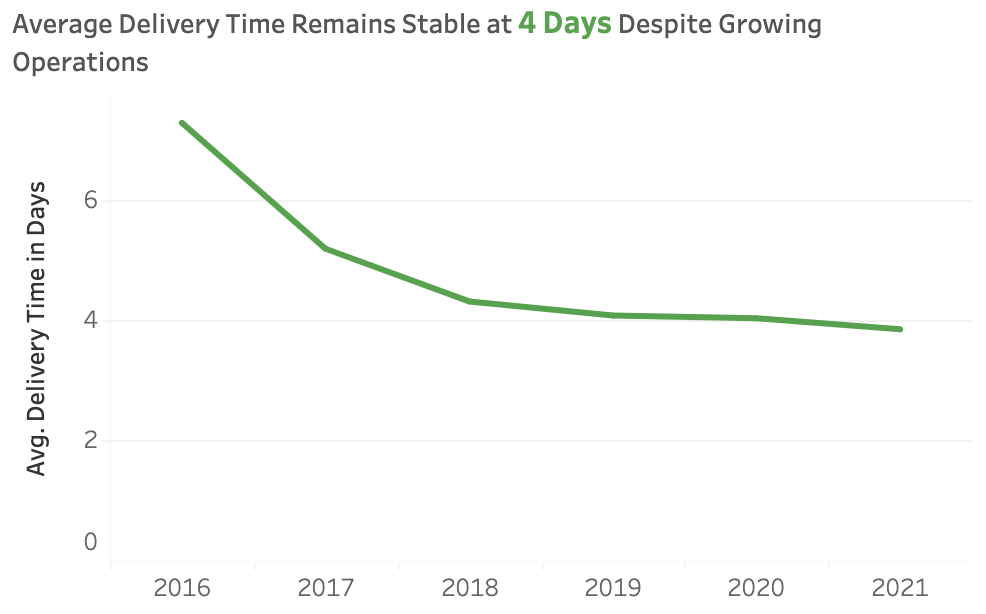 Average Delivery Time Remains Stable at 4 Days Despite Growing
Operations
Avg. Delivery Time in Days
6
4
2
0
2016 2017 2018 2019 2020 2021